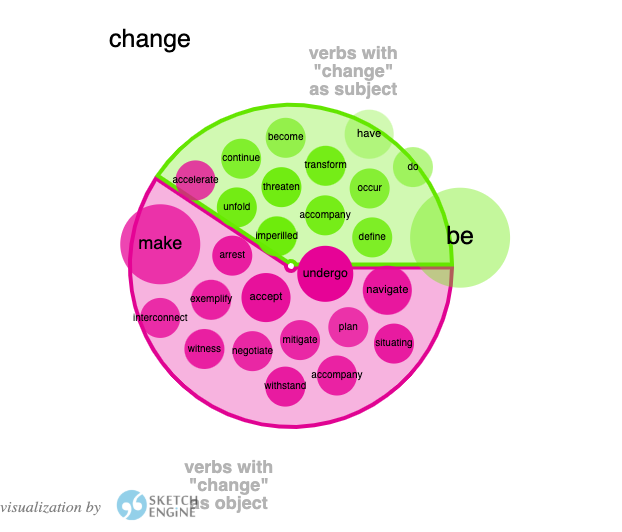 change
verbs with
"change"
as subject
become
have
continue
transform
do
accelerate
threaten
occur
unfold
accompany
imperilled
define
be
make
arrest
undergo
navigate
exemplify
accept
interconnect
plan
mitigate
situating
witness
negotiate
accompany
withstand
verbs with
"change"
as object
visualization by
SKETCH
ENGINE